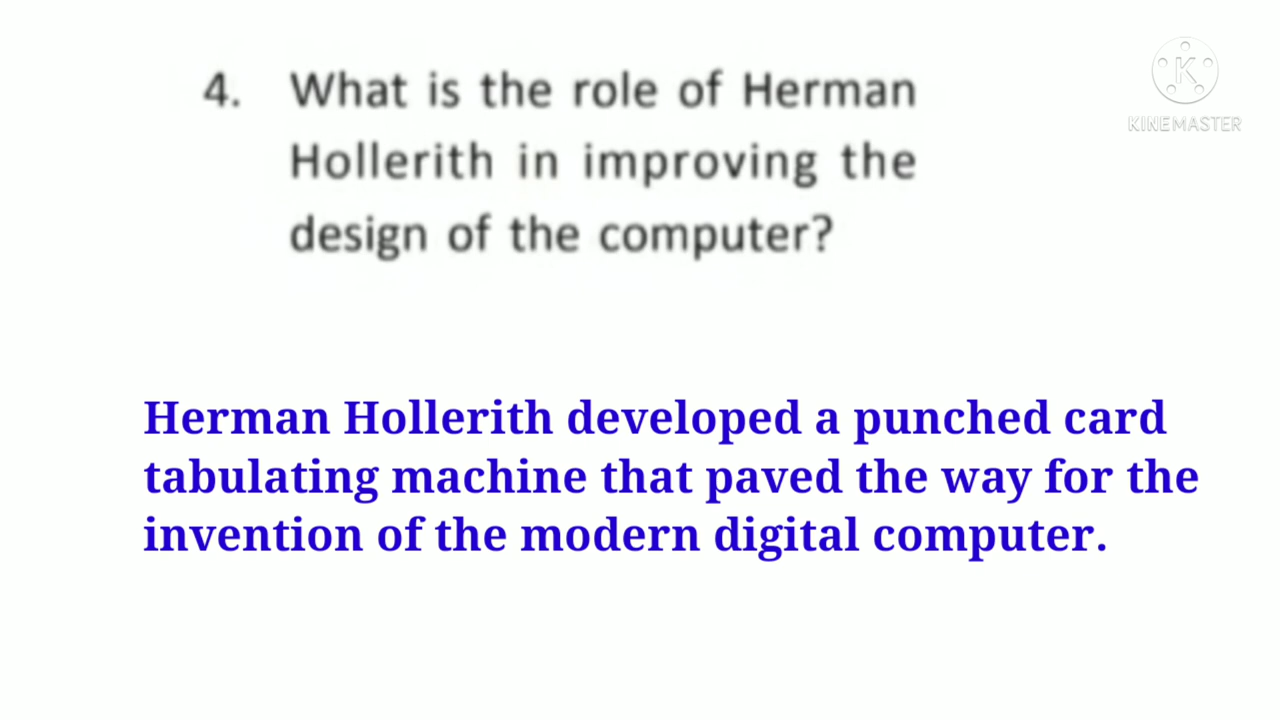 4. What is the role of Herman
Hollerith in improving the
design of the computer?
KINEMASTER
Herman Hollerith developed a punched card
tabulating machine that paved the way for the
invention of the modern digital computer.